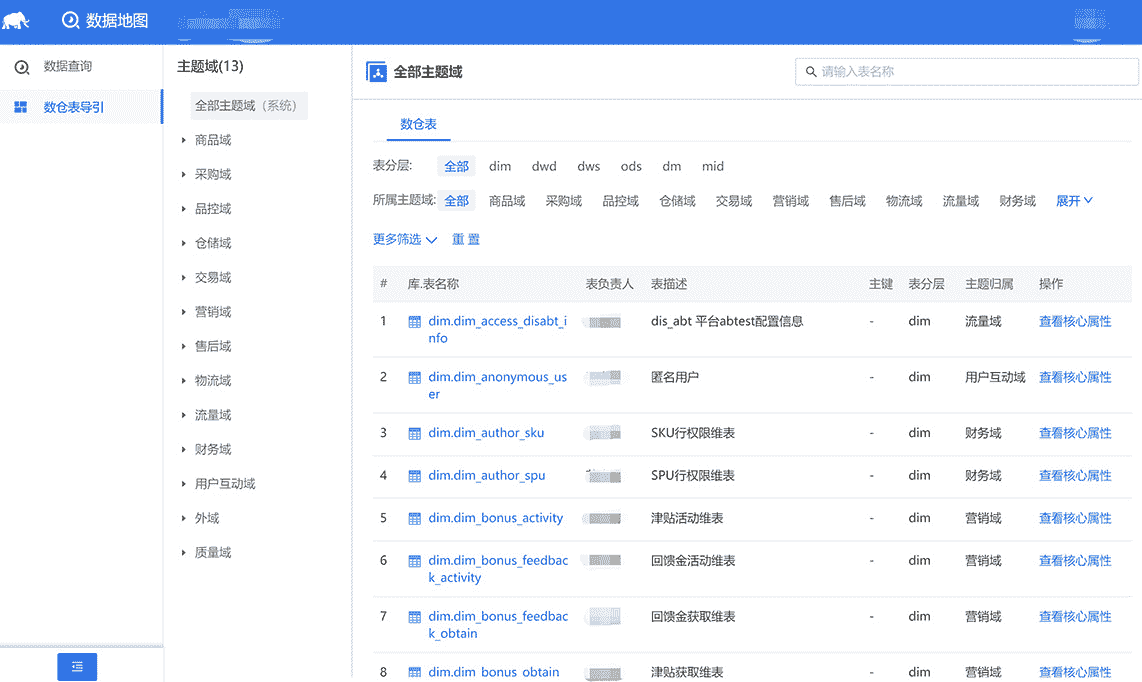 数据地图
数据查询
数仓表导引
主题域(13)
全部主题域（系统）
商品域
采购域
品控域
仓储域
交易域
营销域
售后域
物流域
流量域
财务域
用户互动域
外域
质量域
全部主题域
请输入表名称
数仓表
表分层: 全部 dim dwd dws ods dm mid
所属主题域: 全部 商品域 采购域 品控域 仓储域 交易域 营销域 售后域 物流域 流量域 财务域 展开
更多筛选 重 置
# 库.表名称 表负责人 表描述 主键 表分层 主题归属 操作
1 dim.dim_access_disabt_i dis_abt 平台abtest配置信息 - dim 流量域 查看核心属性
nfo
2 dim.dim_anonymous_us 匿名用户 - dim 用户互动域 查看核心属性
er
3 dim.dim_author_sku SKU行权限维表 - dim 财务域 查看核心属性
4 dim.dim_author_spu SPU行权限维表 - dim 财务域 查看核心属性
5 dim.dim_bonus_activity 津贴活动维表 - dim 营销域 查看核心属性
6 dim.dim_bonus_feedbac 回馈金活动维表 - dim 营销域 查看核心属性
k_activity
7 dim.dim_bonus_feedbac 回馈金获取维表 - dim 营销域 查看核心属性
k_obtain
8 dim.dim_bonus_obtain 津贴获取维表 - dim 营销域 查看核心属性